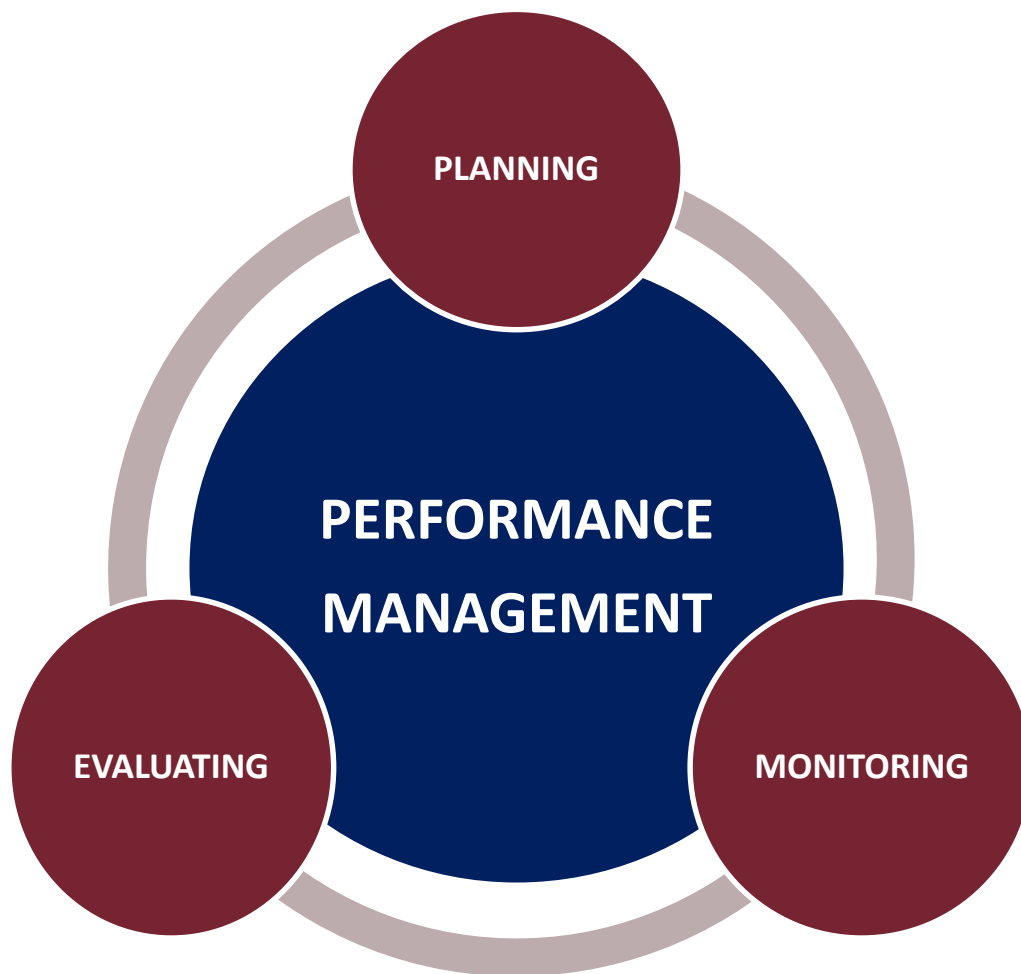 PLANNING
PERFORMANCE
MANAGEMENT
EVALUATING
MONITORING